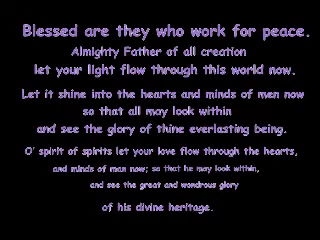 Blessed are they who work for peace.
Almighty Father of all creation
let your light flow through this world now.
Let it shine into the hearts and minds of men now
so that all may look within
and see the glory of thine everlasting being.
O' spirit of spirits let your love flow through the hearts,
and minds of man now; so that he may look within,
and see the great and wondrous glory
of his divine heritage.